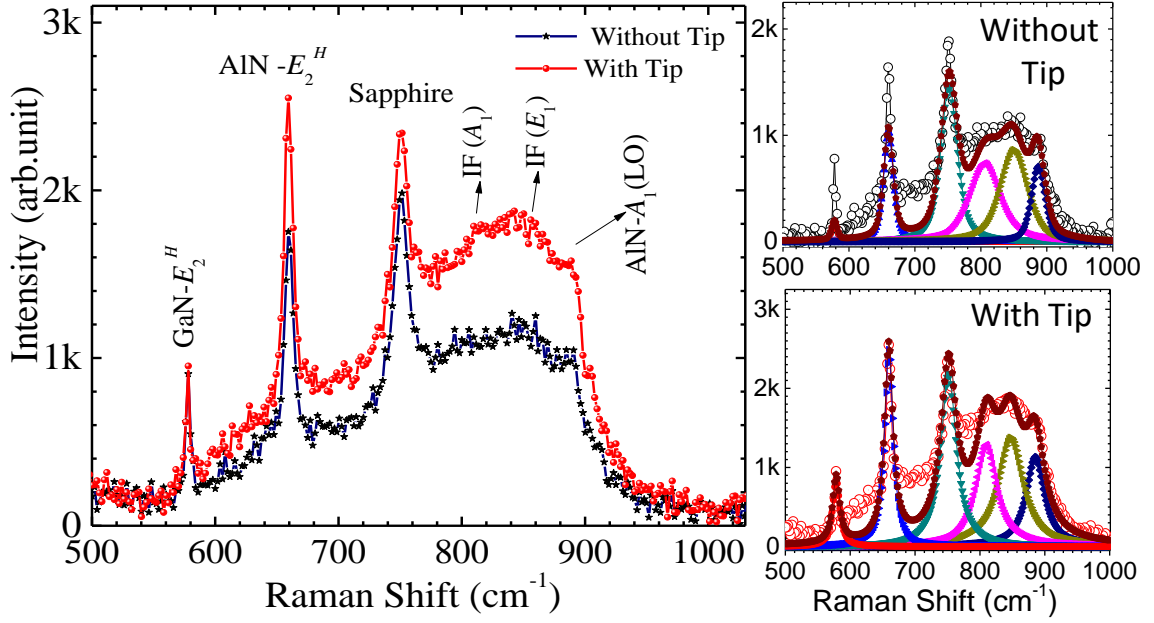 3k
2k
1k
0
Intensity (arb.unit)
500 600 700 800 900 1000
Raman Shift (cm⁻¹)
GaN-E₂ᴴ
AlN -E₂ᴴ
Sapphire
IF (A₁)
IF (E₁)
AlN-A₁(LO)
Without Tip
With Tip
2k
1k
0
500 600 700 800 900 1000
Without
Tip
3k
2k
1k
0
500 600 700 800 900 1000
With Tip
Raman Shift (cm⁻¹)